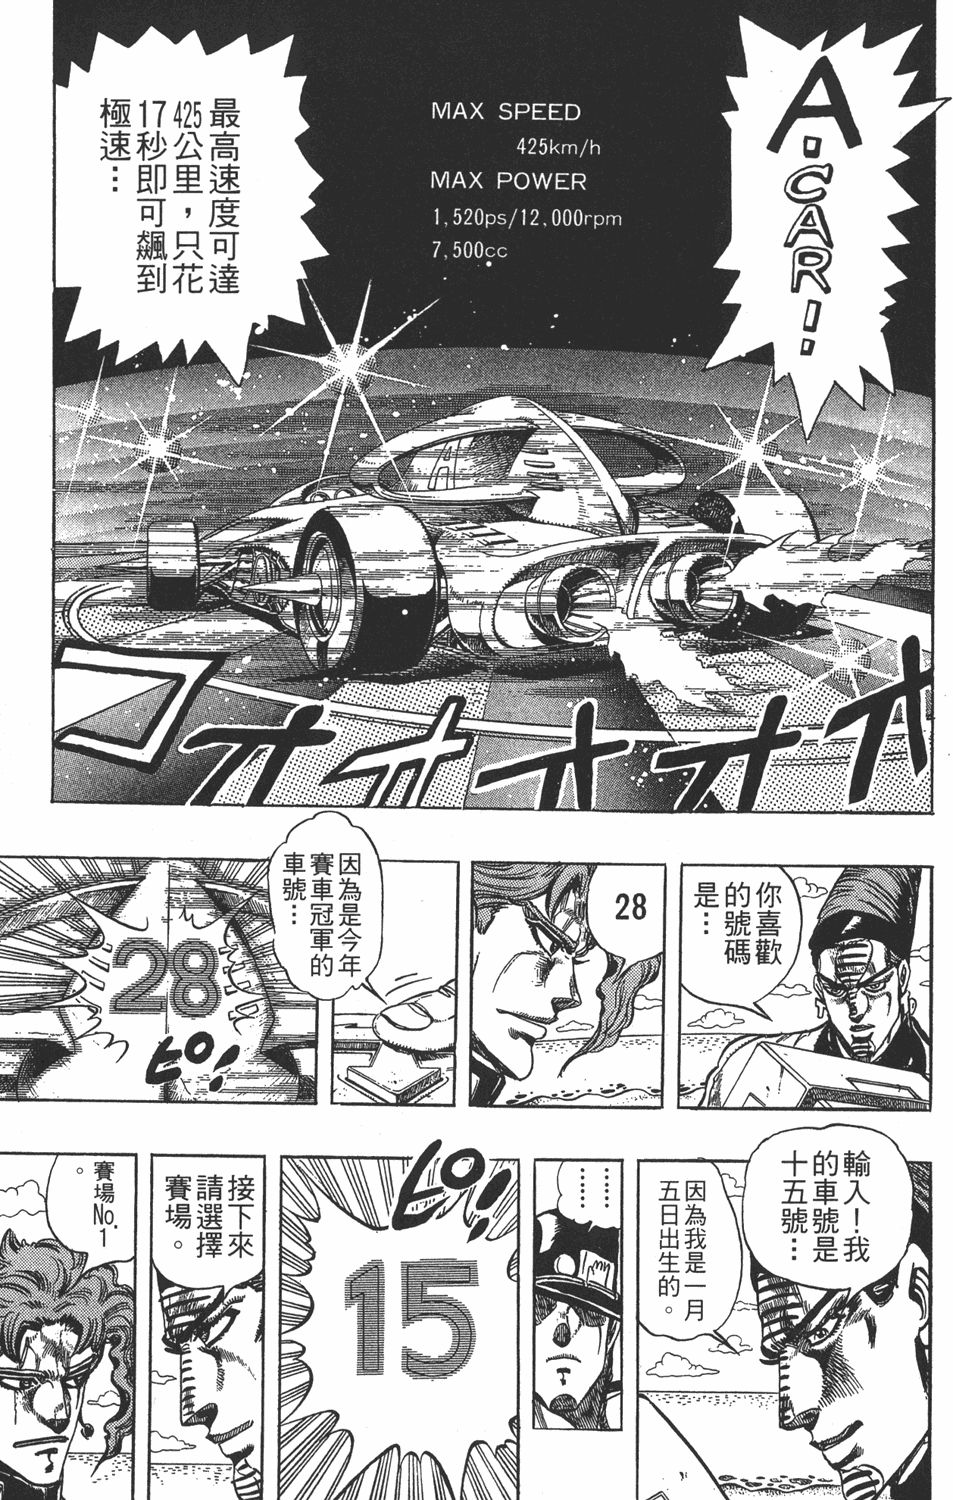 A.CAR!
MAX SPEED
425km/h
MAX POWER
1,520ps/12,000rpm
7,500cc
最高速度可達
425公里，只花
17秒即可飆到
極速…
コオオオオオ
你喜歡
的號碼
是…
28
因為是今年
賽車冠軍的
車號…
28
ピッ!
輸入！我
的車號是
十五號…
因為我是一月
五日出生的。
……
……
ピッ!
15
接下來
請選擇
賽場。
賽場No.1
。